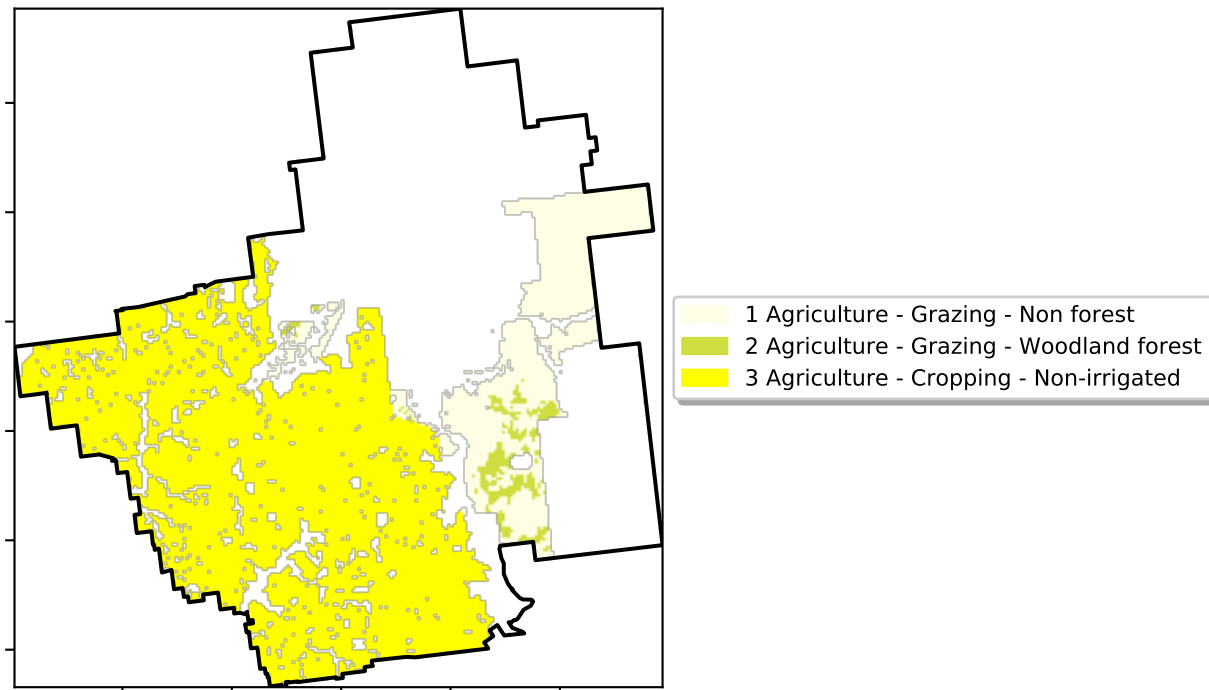 1 Agriculture - Grazing - Non forest
2 Agriculture - Grazing - Woodland forest
3 Agriculture - Cropping - Non-irrigated